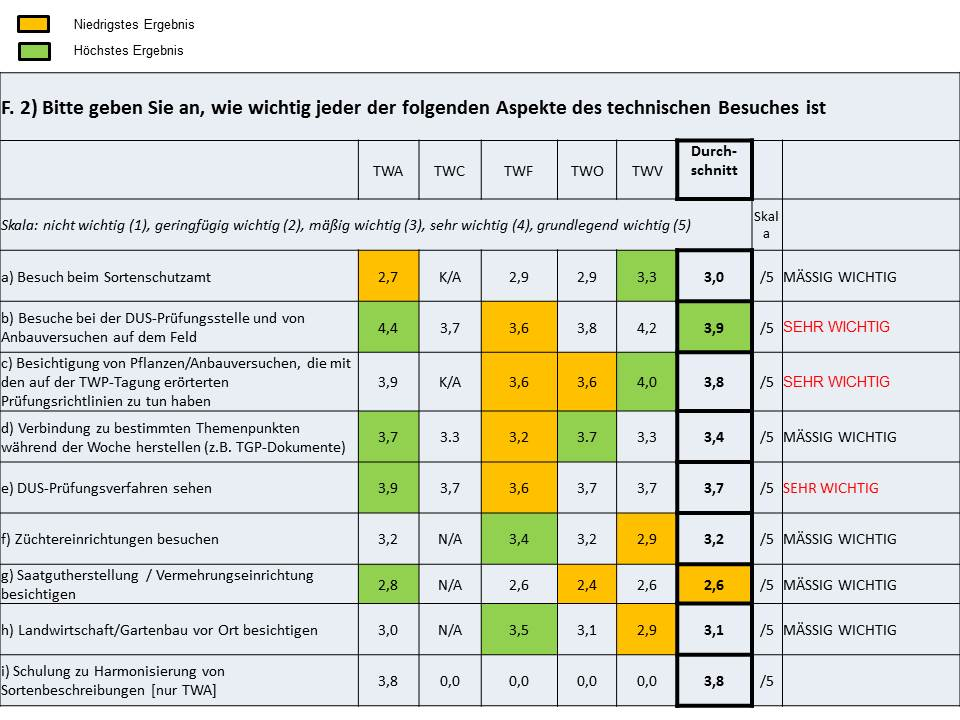 Niedrigstes Ergebnis
Höchstes Ergebnis
F. 2) Bitte geben Sie an, wie wichtig jeder der folgenden Aspekte des technischen Besuches ist
TWA TWC TWF TWO TWV Durch-
schnitt
Skala: nicht wichtig (1), geringfügig wichtig (2), mäßig wichtig (3), sehr wichtig (4), grundlegend wichtig (5) Skal
a
a) Besuch beim Sortenschutzamt 2,7 K/A 2,9 2,9 3,3 3,0 /5 MÄSSIG WICHTIG
b) Besuche bei der DUS-Prüfungsstelle und von
Anbauversuchen auf dem Feld 4,4 3,7 3,6 3,8 4,2 3,9 /5 SEHR WICHTIG
c) Besichtigung von Pflanzen/Anbauversuchen, die mit
den auf der TWP-Tagung erörterten 3,9 K/A 3,6 3,6 4,0 3,8 /5 SEHR WICHTIG
Prüfungsrichtlinien zu tun haben
d) Verbindung zu bestimmten Themenpunkten
während der Woche herstellen (z.B. TGP-Dokumente) 3,7 3.3 3,2 3.7 3,3 3,4 /5 MÄSSIG WICHTIG
e) DUS-Prüfungsverfahren sehen 3,9 3,7 3,6 3,7 3,7 3,7 /5 SEHR WICHTIG
f) Züchtereinrichtungen besuchen 3,2 N/A 3,4 3,2 2,9 3,2 /5 MÄSSIG WICHTIG
g) Saatgutherstellung / Vermehrungseinrichtung
besichtigen 2,8 N/A 2,6 2,4 2,6 2,6 /5 MÄSSIG WICHTIG
h) Landwirtschaft/Gartenbau vor Ort besichtigen 3,0 N/A 3,5 3,1 2,9 3,1 /5 MÄSSIG WICHTIG
i) Schulung zu Harmonisierung von
Sortenbeschreibungen [nur TWA] 3,8 0,0 0,0 0,0 0,0 3,8 /5